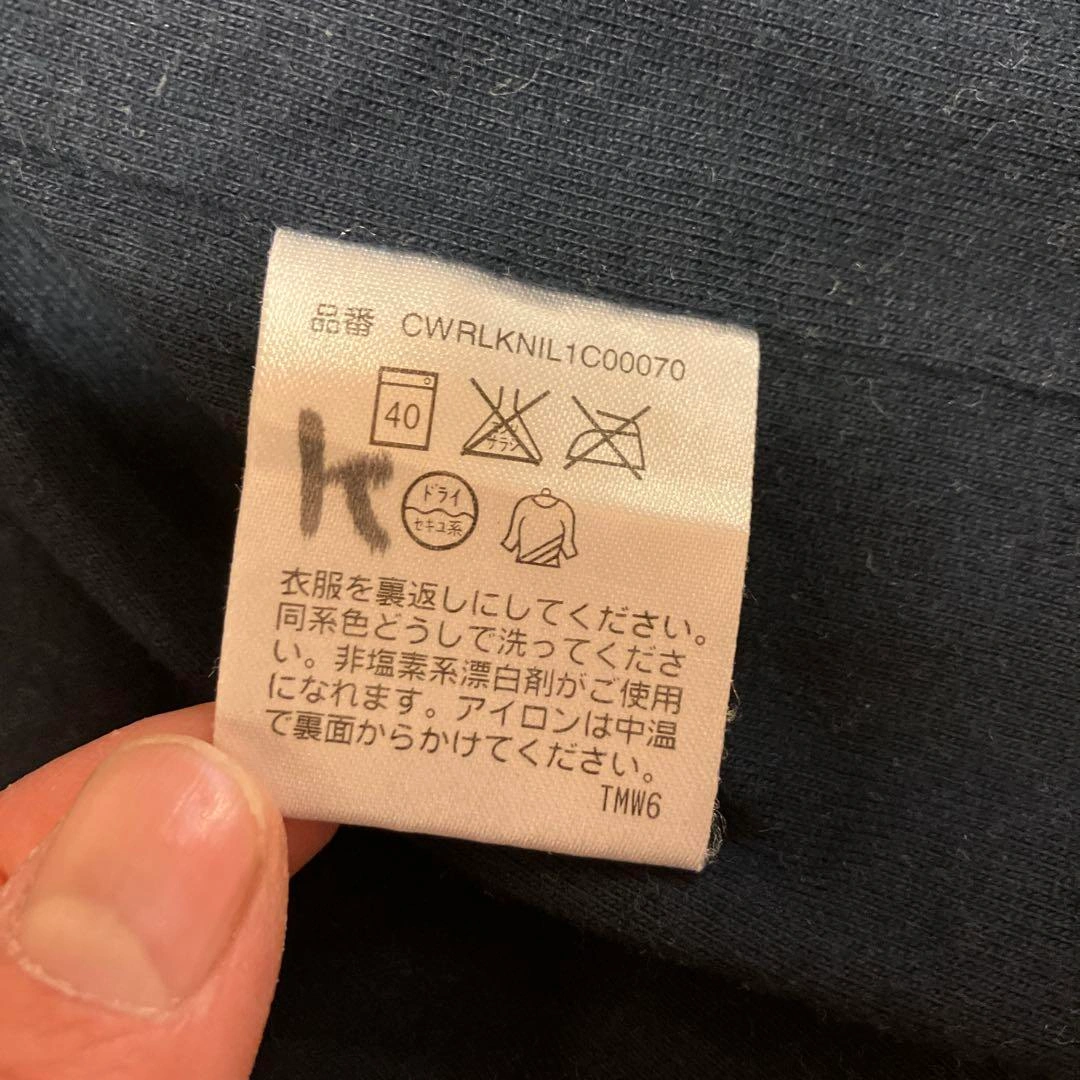 品番 CWRLKNIL1C00070
40
エンソ サラシ
K
ドライ
セキユ系
衣服を裏返しにしてください。
同系色どうしで洗ってくださ
い。非塩素系漂白剤がご使用
になれます。アイロンは中温
で裏面からかけてください。
TMW6